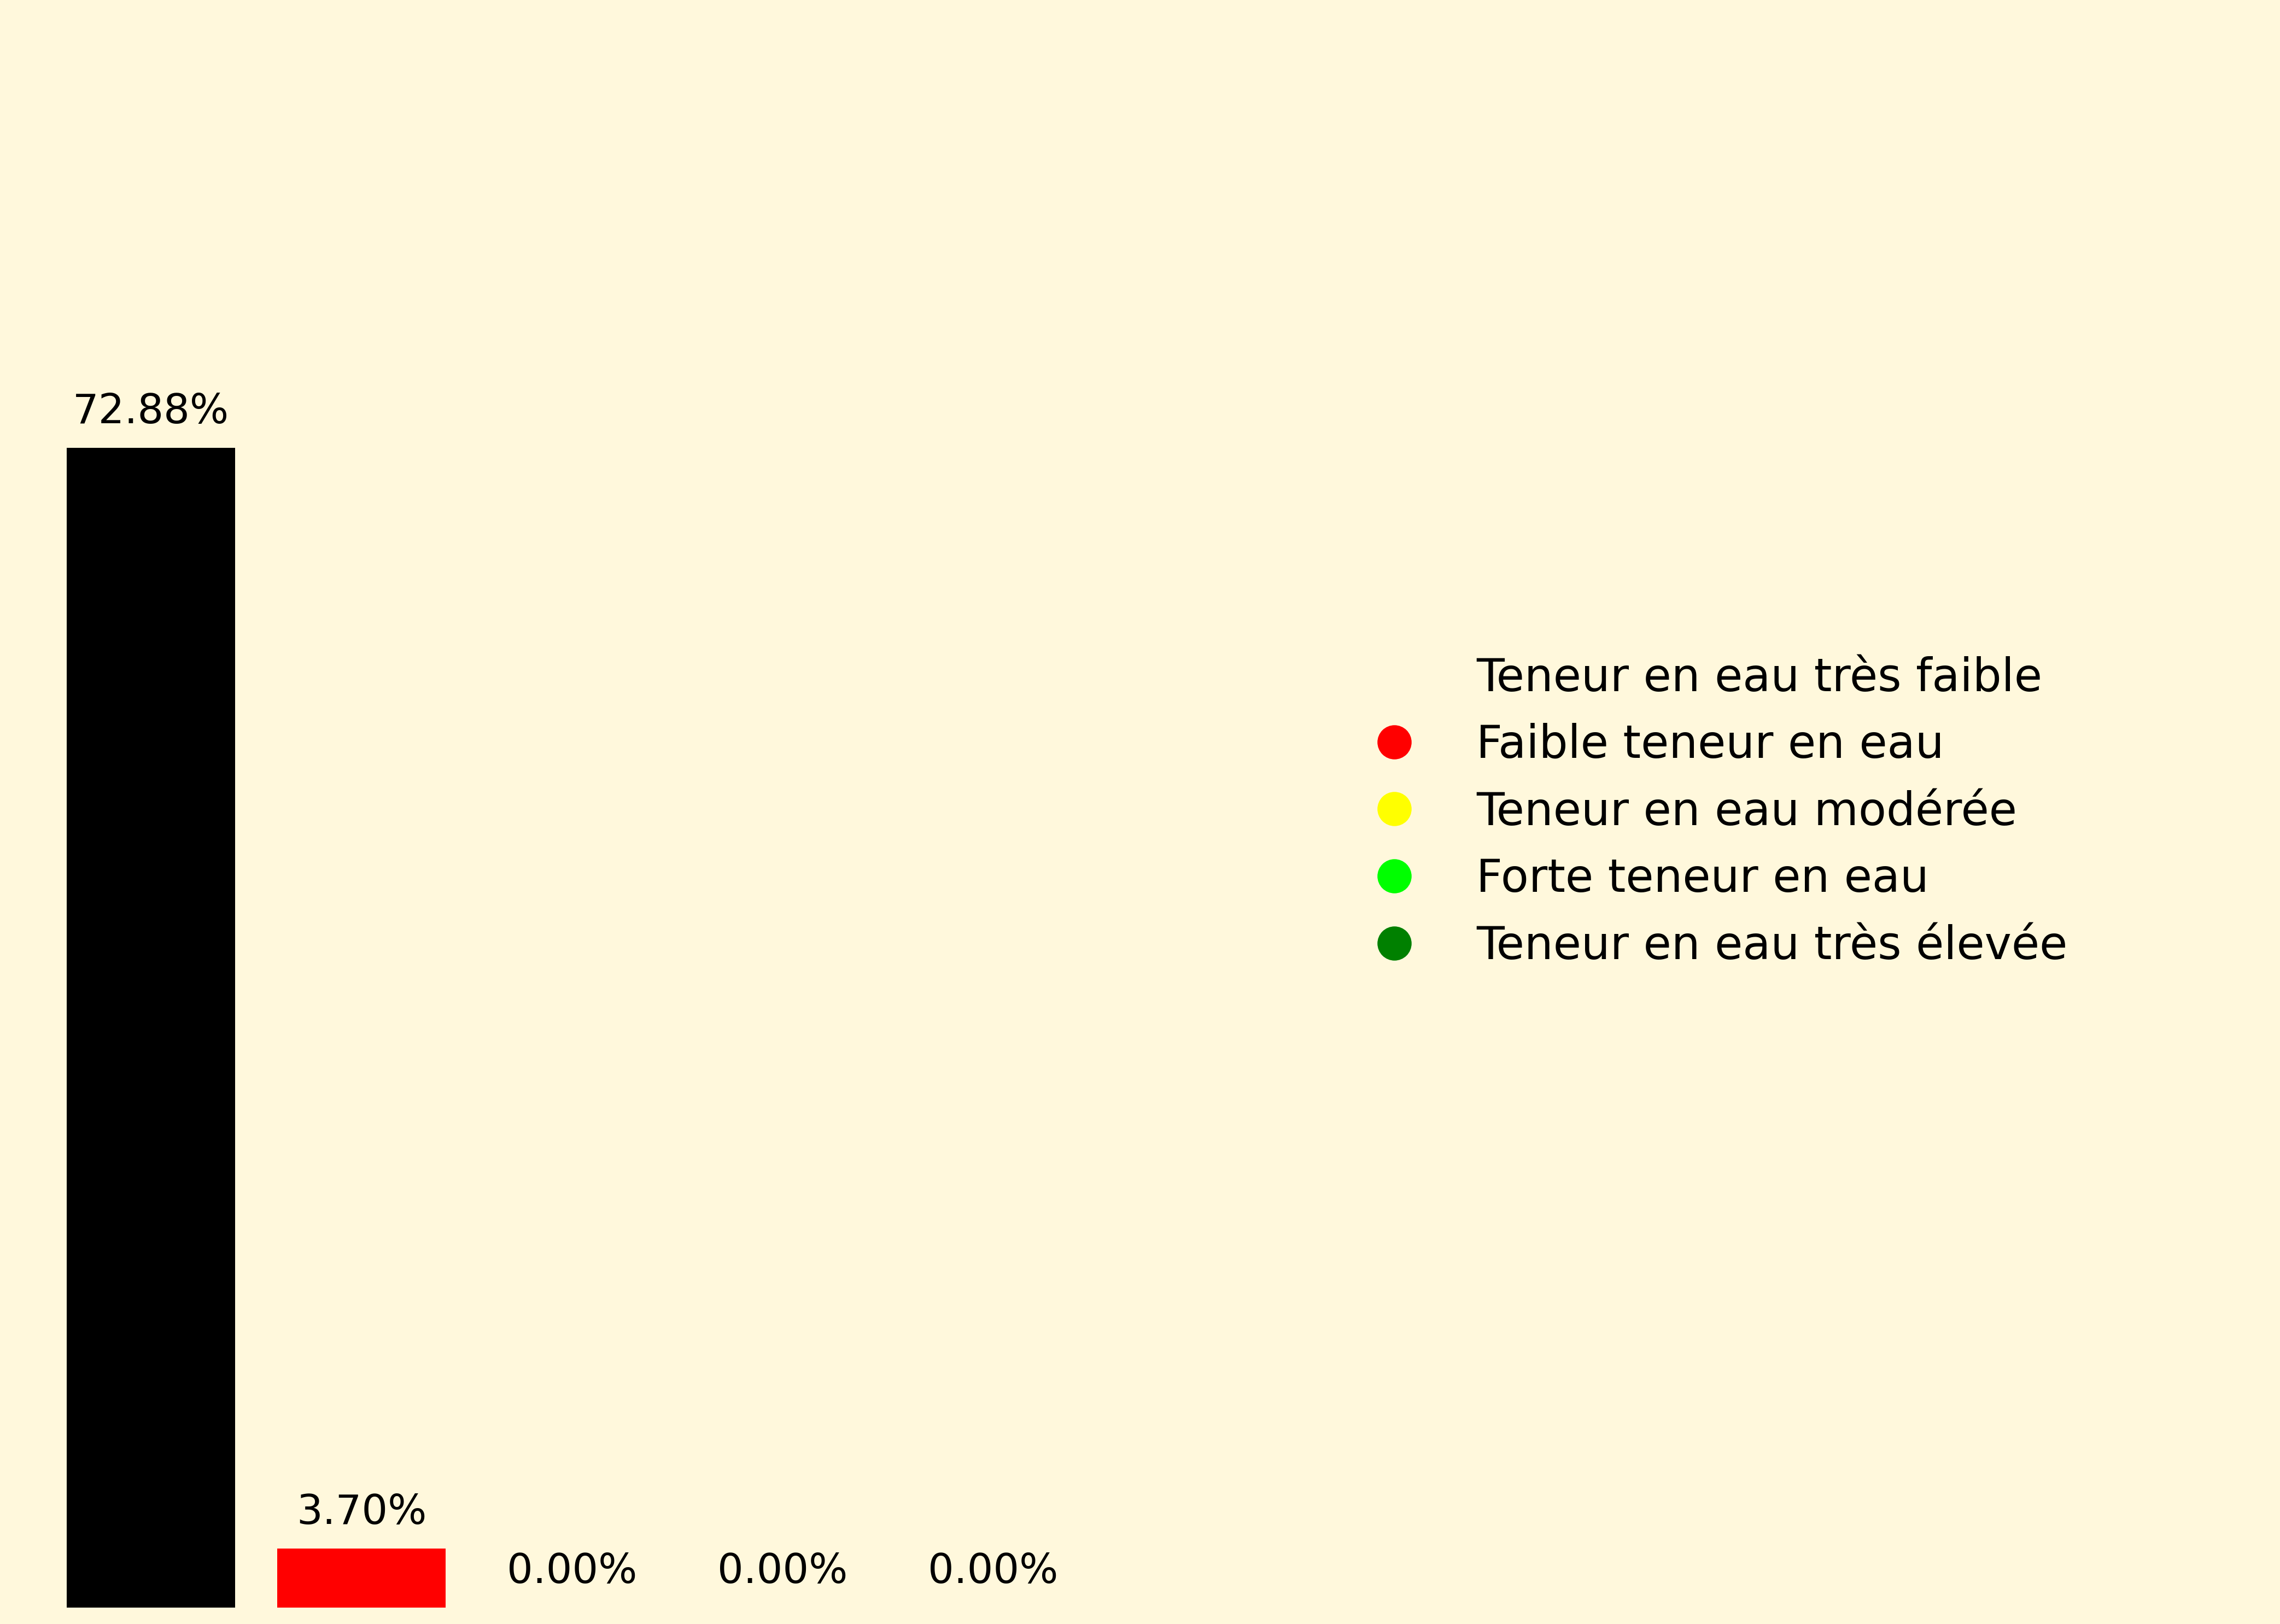 72.88%
3.70%
0.00%
0.00%
0.00%
Teneur en eau très faible
Faible teneur en eau
Teneur en eau modérée
Forte teneur en eau
Teneur en eau très élevée